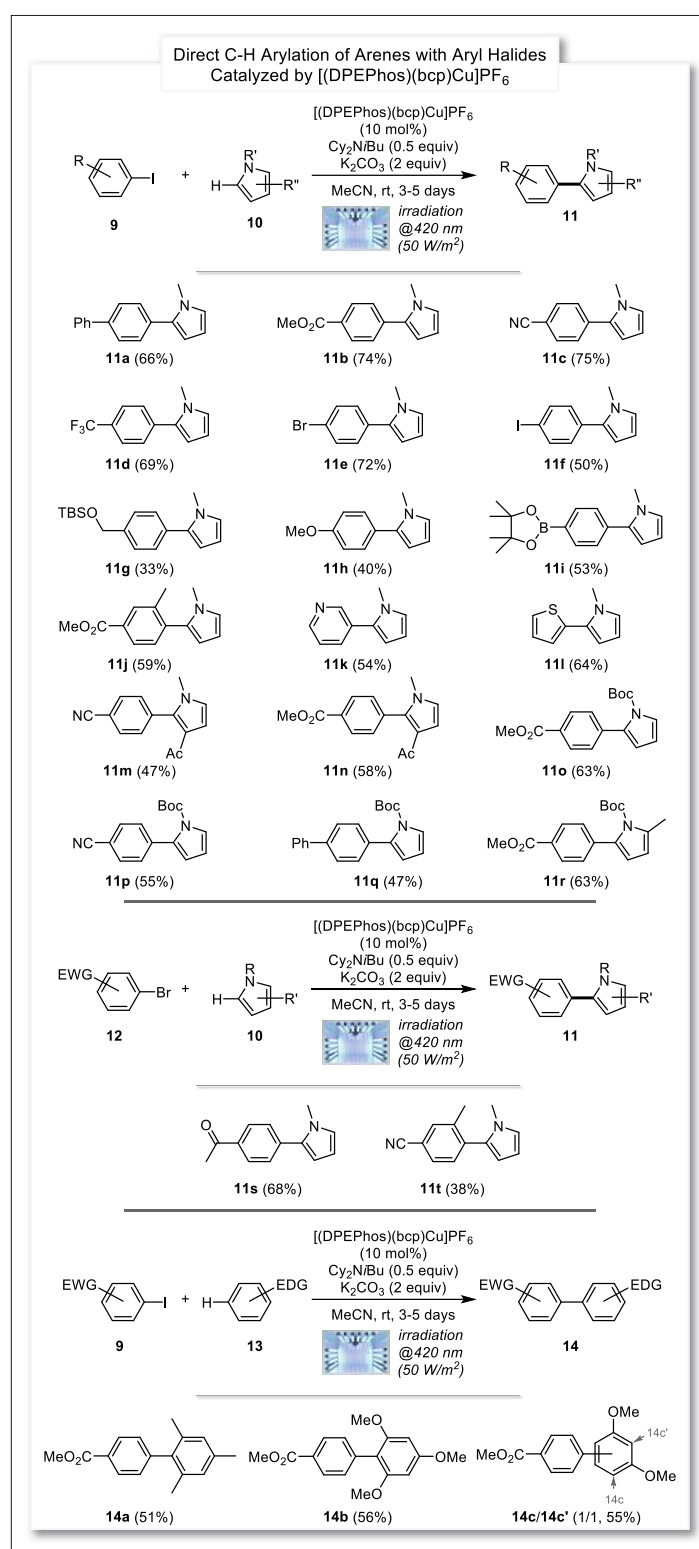 Direct C-H Arylation of Arenes with Aryl Halides
Catalyzed by [(DPEPhos)(bcp)Cu]PF6
[(DPEPhos)(bcp)Cu]PF6
(10 mol%)
Cy2NiBu (0.5 equiv)
K2CO3 (2 equiv)
R I + H N R' R"
R N R' R"
MeCN, rt, 3-5 days
irradiation
@420 nm
(50 W/m2)
9 10 11
Ph N
MeO2C N
NC N
11a (66%) 11b (74%) 11c (75%)
F3C N
Br N
I N
11d (69%) 11e (72%) 11f (50%)
TBSO N
MeO N
O B O N
11g (33%) 11h (40%) 11i (53%)
MeO2C N
N N
S N
11j (59%) 11k (54%) 11l (64%)
NC N Ac
MeO2C N Ac
MeO2C N Boc
11m (47%) 11n (58%) 11o (63%)
NC N Boc
Ph N Boc
MeO2C N Boc
11p (55%) 11q (47%) 11r (63%)
[(DPEPhos)(bcp)Cu]PF6
(10 mol%)
Cy2NiBu (0.5 equiv)
K2CO3 (2 equiv)
EWG Br + H N R R'
EWG N R R'
MeCN, rt, 3-5 days
irradiation
@420 nm
(50 W/m2)
12 10 11
O N
NC N
11s (68%) 11t (38%)
[(DPEPhos)(bcp)Cu]PF6
(10 mol%)
Cy2NiBu (0.5 equiv)
K2CO3 (2 equiv)
EWG I + H EDG
EWG EDG
MeCN, rt, 3-5 days
irradiation
@420 nm
(50 W/m2)
9 13 14
MeO2C
MeO2C MeO OMe OMe
MeO2C OMe 14c' OMe 14c
14a (51%) 14b (56%) 14c/14c' (1/1, 55%)